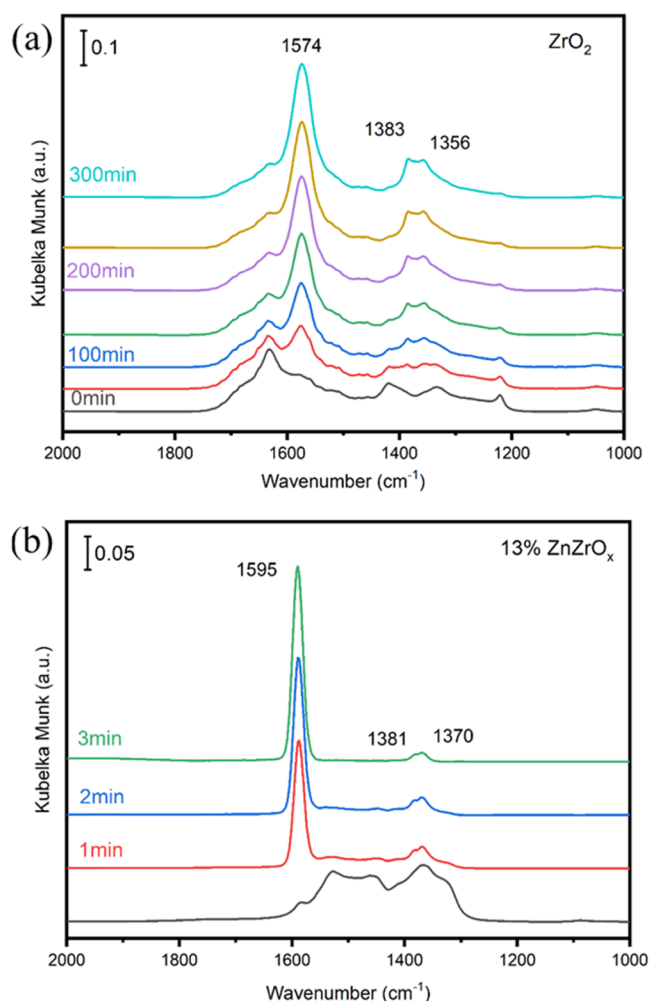 (a)
0.1
1574
ZrO₂
1383
1356
300min
200min
100min
0min
Kubelka Munk (a.u.)
2000 1800 1600 1400 1200 1000
Wavenumber (cm⁻¹)
(b)
0.05
13% ZnZrOₓ
1595
1381
1370
3min
2min
1min
Kubelka Munk (a.u.)
2000 1800 1600 1400 1200 1000
Wavenumber (cm⁻¹)